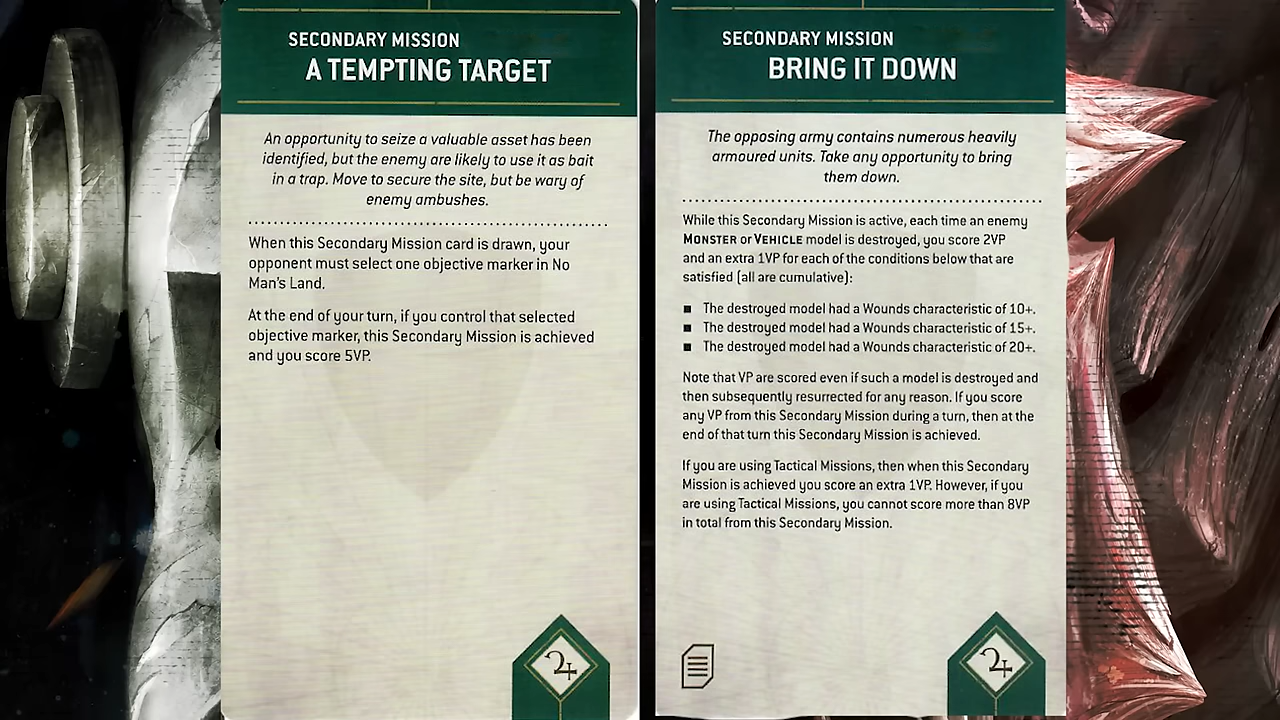 SECONDARY MISSION
A TEMPTING TARGET
An opportunity to seize a valuable asset has been
identified, but the enemy are likely to use it as bait
in a trap. Move to secure the site, but be wary of
enemy ambushes.
When this Secondary Mission card is drawn, your
opponent must select one objective marker in No
Man's Land.
At the end of your turn, if you control that selected
objective marker, this Secondary Mission is achieved
and you score 5VP.
SECONDARY MISSION
BRING IT DOWN
The opposing army contains numerous heavily
armoured units. Take any opportunity to bring
them down.
While this Secondary Mission is active, each time an enemy
MONSTER or VEHICLE model is destroyed, you score 2VP
and an extra 1VP for each of the conditions below that are
satisfied (all are cumulative):
■ The destroyed model had a Wounds characteristic of 10+.
■ The destroyed model had a Wounds characteristic of 15+.
■ The destroyed model had a Wounds characteristic of 20+.
Note that VP are scored even if such a model is destroyed and
then subsequently resurrected for any reason. If you score
any VP from this Secondary Mission during a turn, then at the
end of that turn this Secondary Mission is achieved.
If you are using Tactical Missions, then when this Secondary
Mission is achieved you score an extra 1VP. However, if you
are using Tactical Missions, you cannot score more than 8VP
in total from this Secondary Mission.